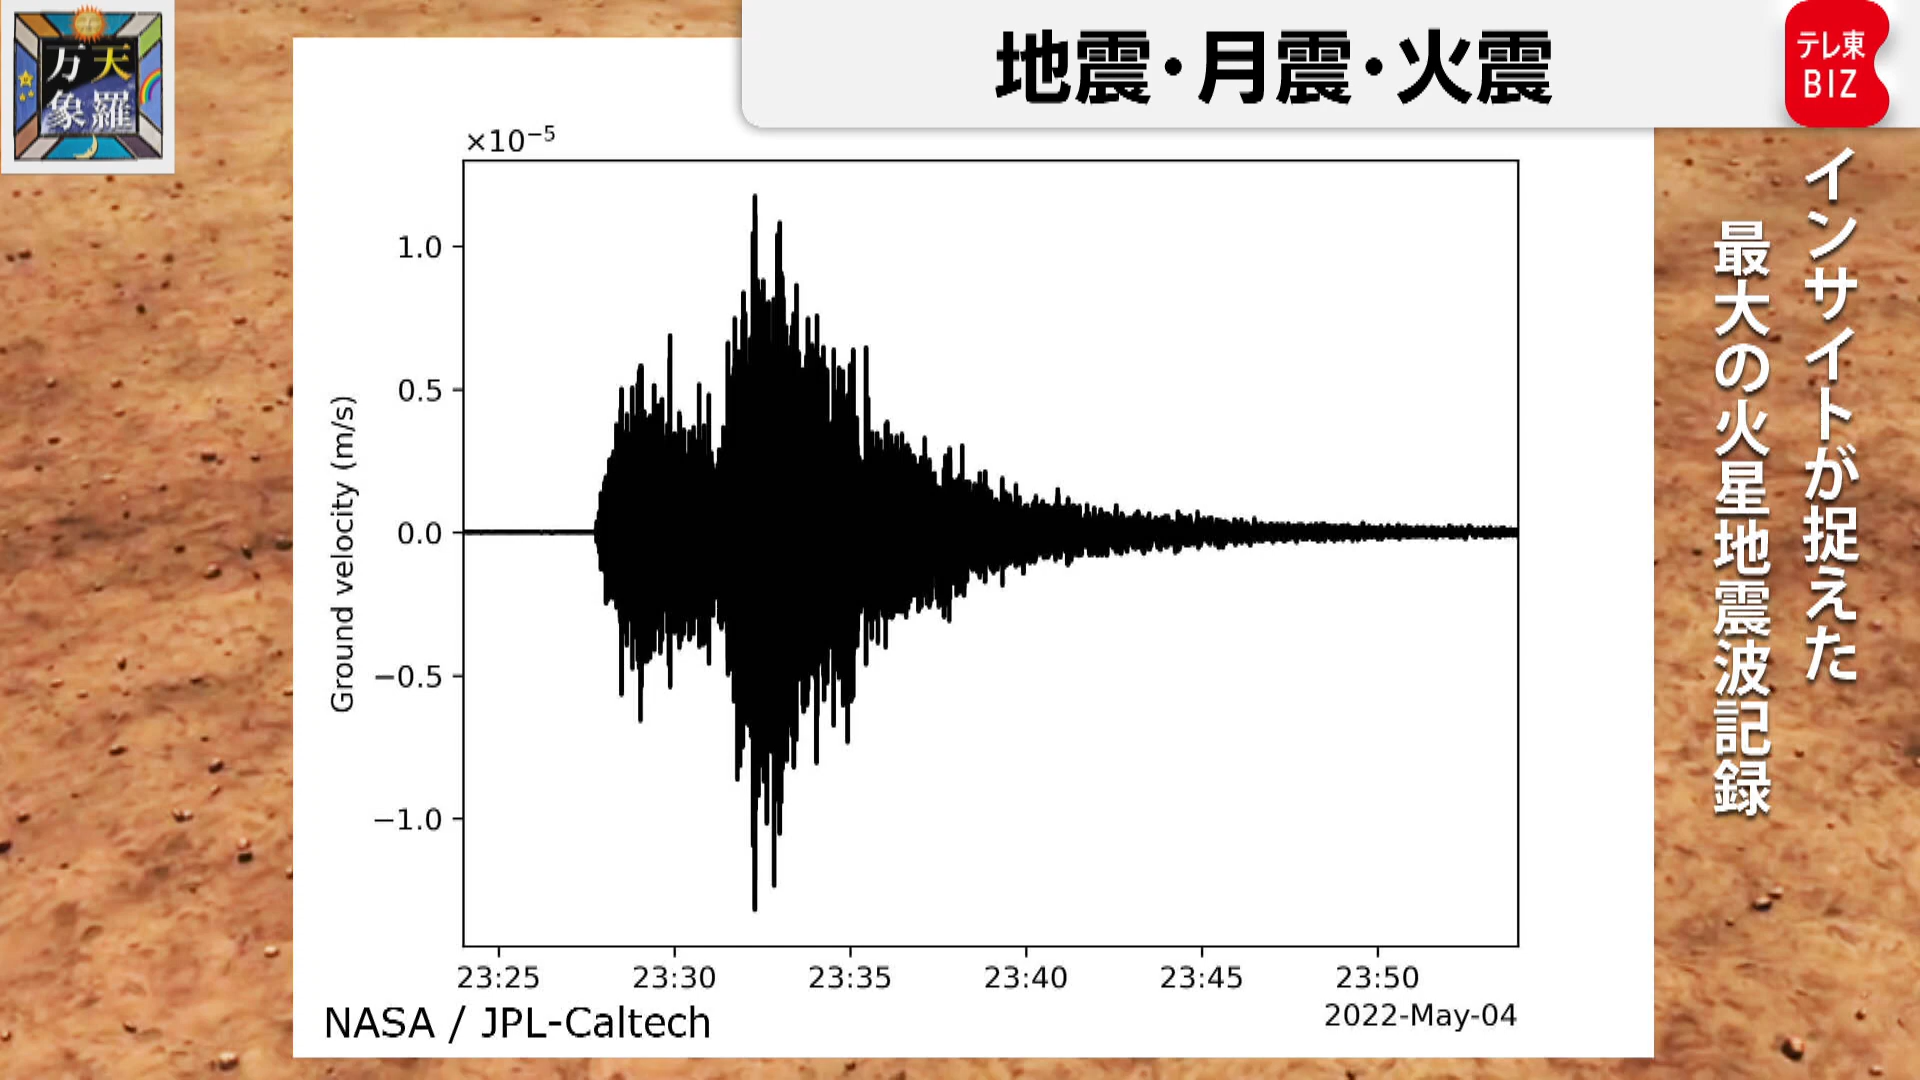 天羅
万象
地震・月震・火震
テレ東
BIZ
インサイトが捉えた
最大の火星地震波記録
×10⁻⁵
1.0
0.5
0.0
−0.5
−1.0
Ground velocity (m/s)
23:25 23:30 23:35 23:40 23:45 23:50
2022-May-04
NASA / JPL-Caltech